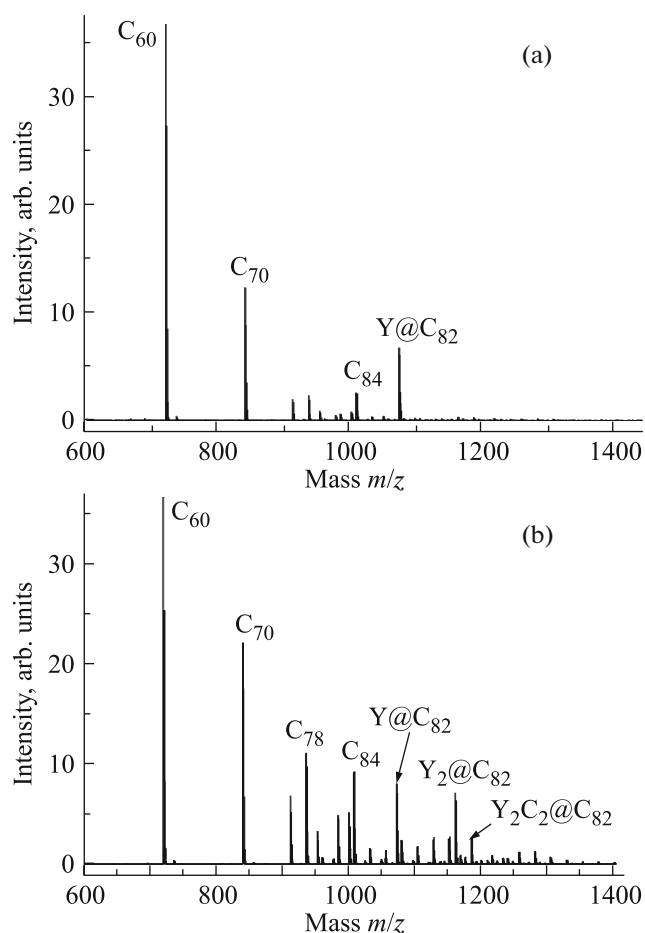 (a)
C60
C70
Y@C82
C84
Intensity, arb. units
30
20
10
0
600 800 1000 1200 1400
Mass m/z
(b)
C60
C70
C78
C84
Y@C82
Y2@C82
Y2C2@C82
Intensity, arb. units
30
20
10
0
600 800 1000 1200 1400
Mass m/z